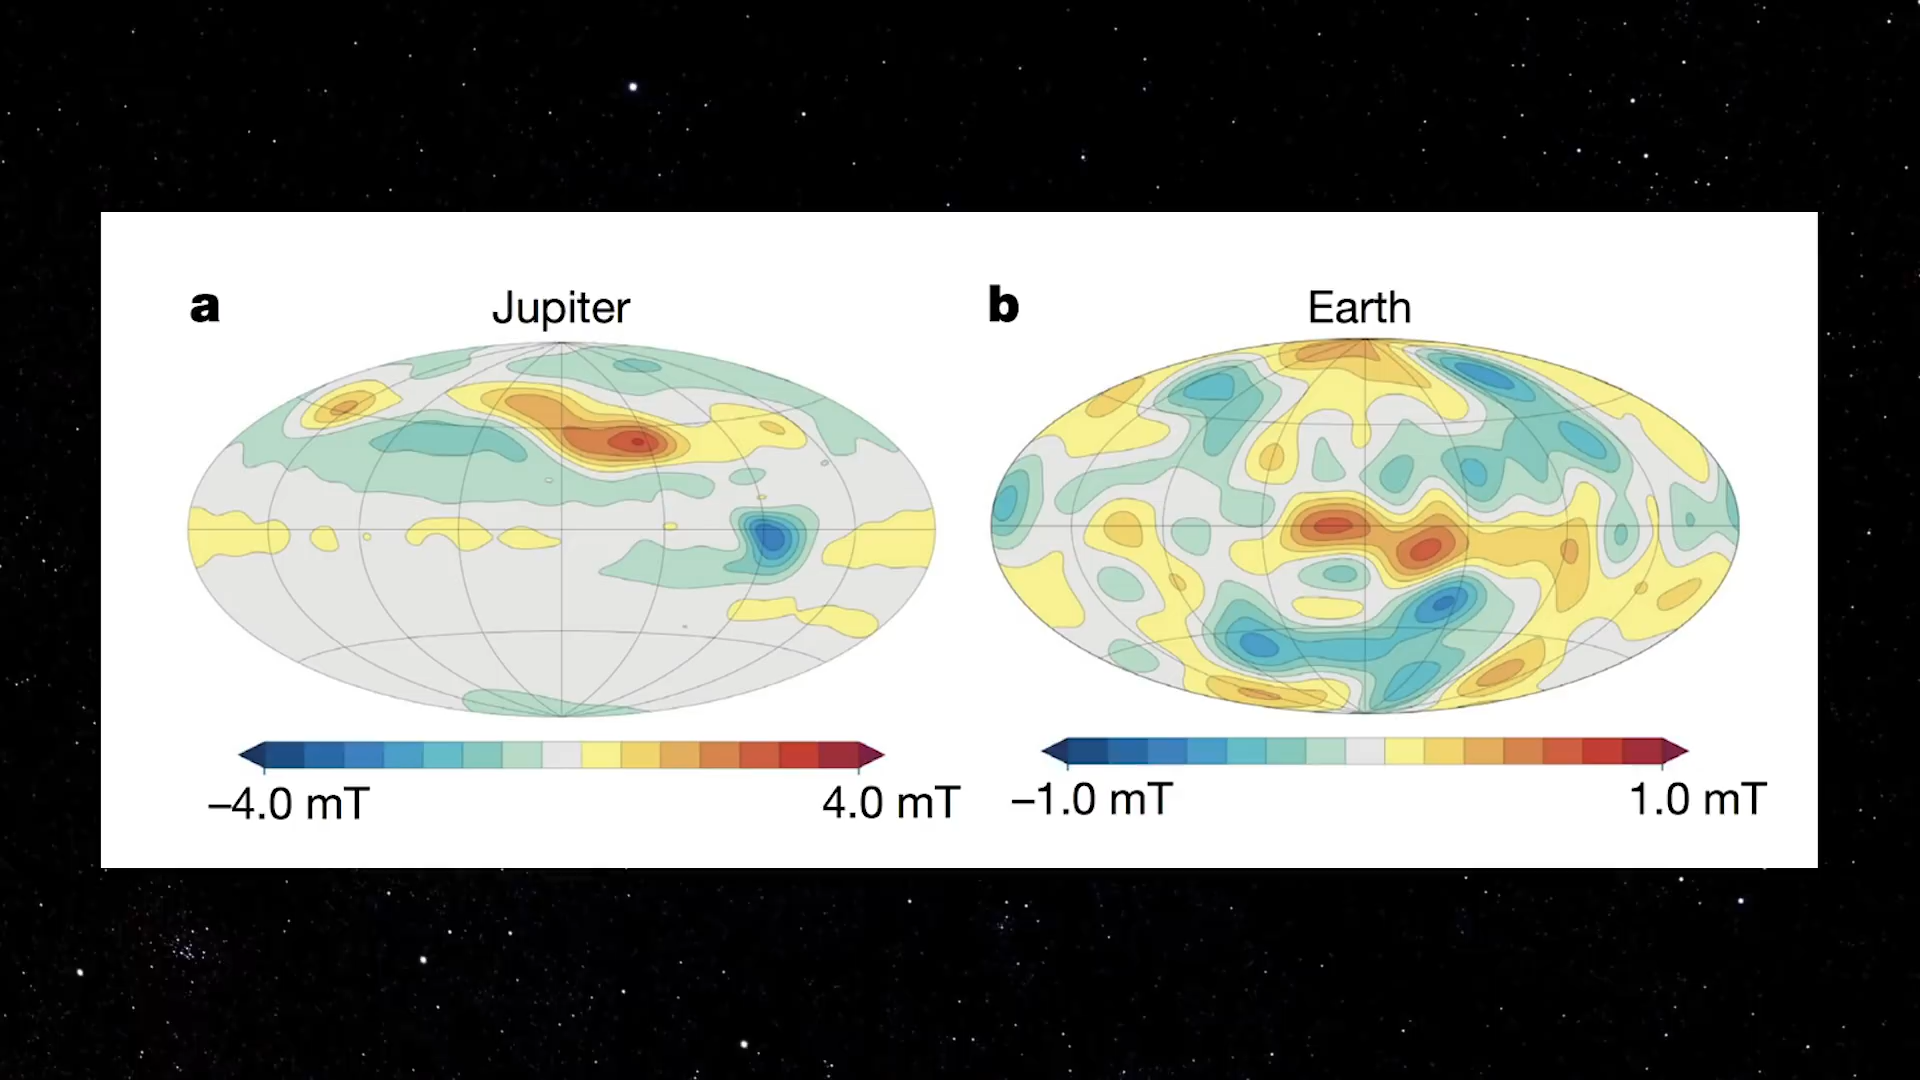 a Jupiter
b Earth
–4.0 mT 4.0 mT
–1.0 mT 1.0 mT